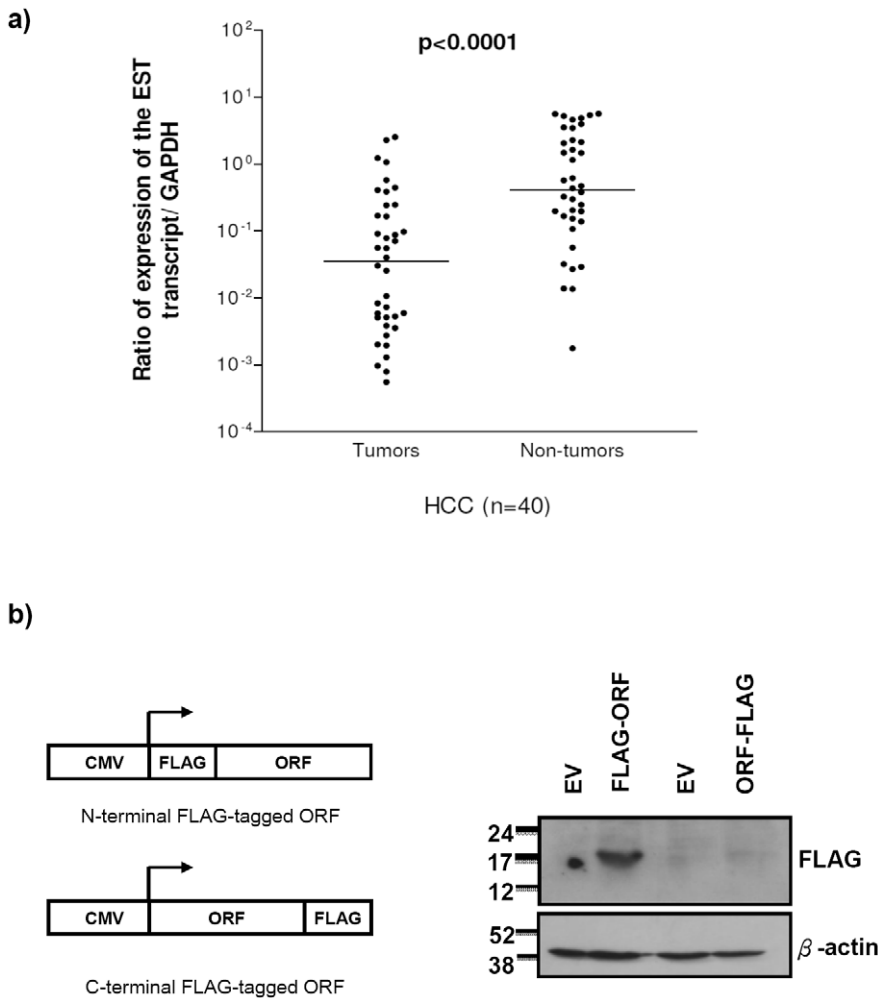 a)
10²
10¹
10⁰
10⁻¹
10⁻²
10⁻³
10⁻⁴
Ratio of expression of the EST
transcript/ GAPDH
p<0.0001
Tumors
Non-tumors
HCC (n=40)
b)
CMV FLAG ORF
N-terminal FLAG-tagged ORF
CMV ORF FLAG
C-terminal FLAG-tagged ORF
EV
FLAG-ORF
EV
ORF-FLAG
24
17
12
FLAG
52
38
β-actin